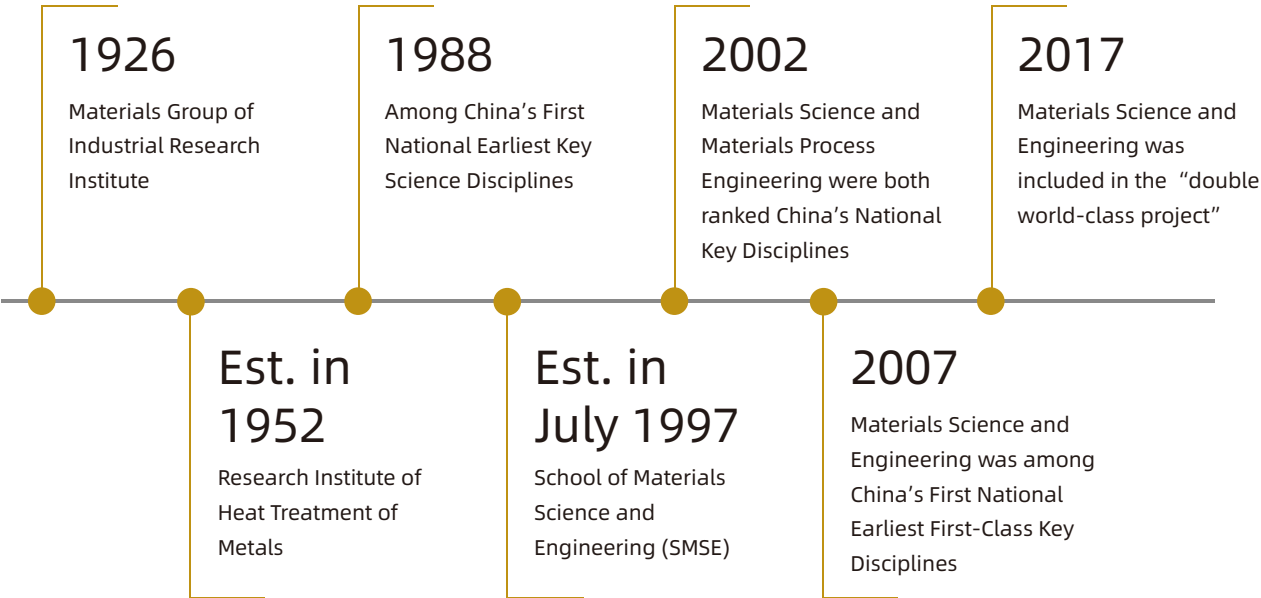 1926
Materials Group of
Industrial Research
Institute
Est. in
1952
Research Institute of
Heat Treatment of
Metals
1988
Among China’s First
National Earliest Key
Science Disciplines
Est. in
July 1997
School of Materials
Science and
Engineering (SMSE)
2002
Materials Science and
Materials Process
Engineering were both
ranked China’s National
Key Disciplines
2007
Materials Science and
Engineering was among
China’s First National
Earliest First-Class Key
Disciplines
2017
Materials Science and
Engineering was
included in the “double
world-class project”